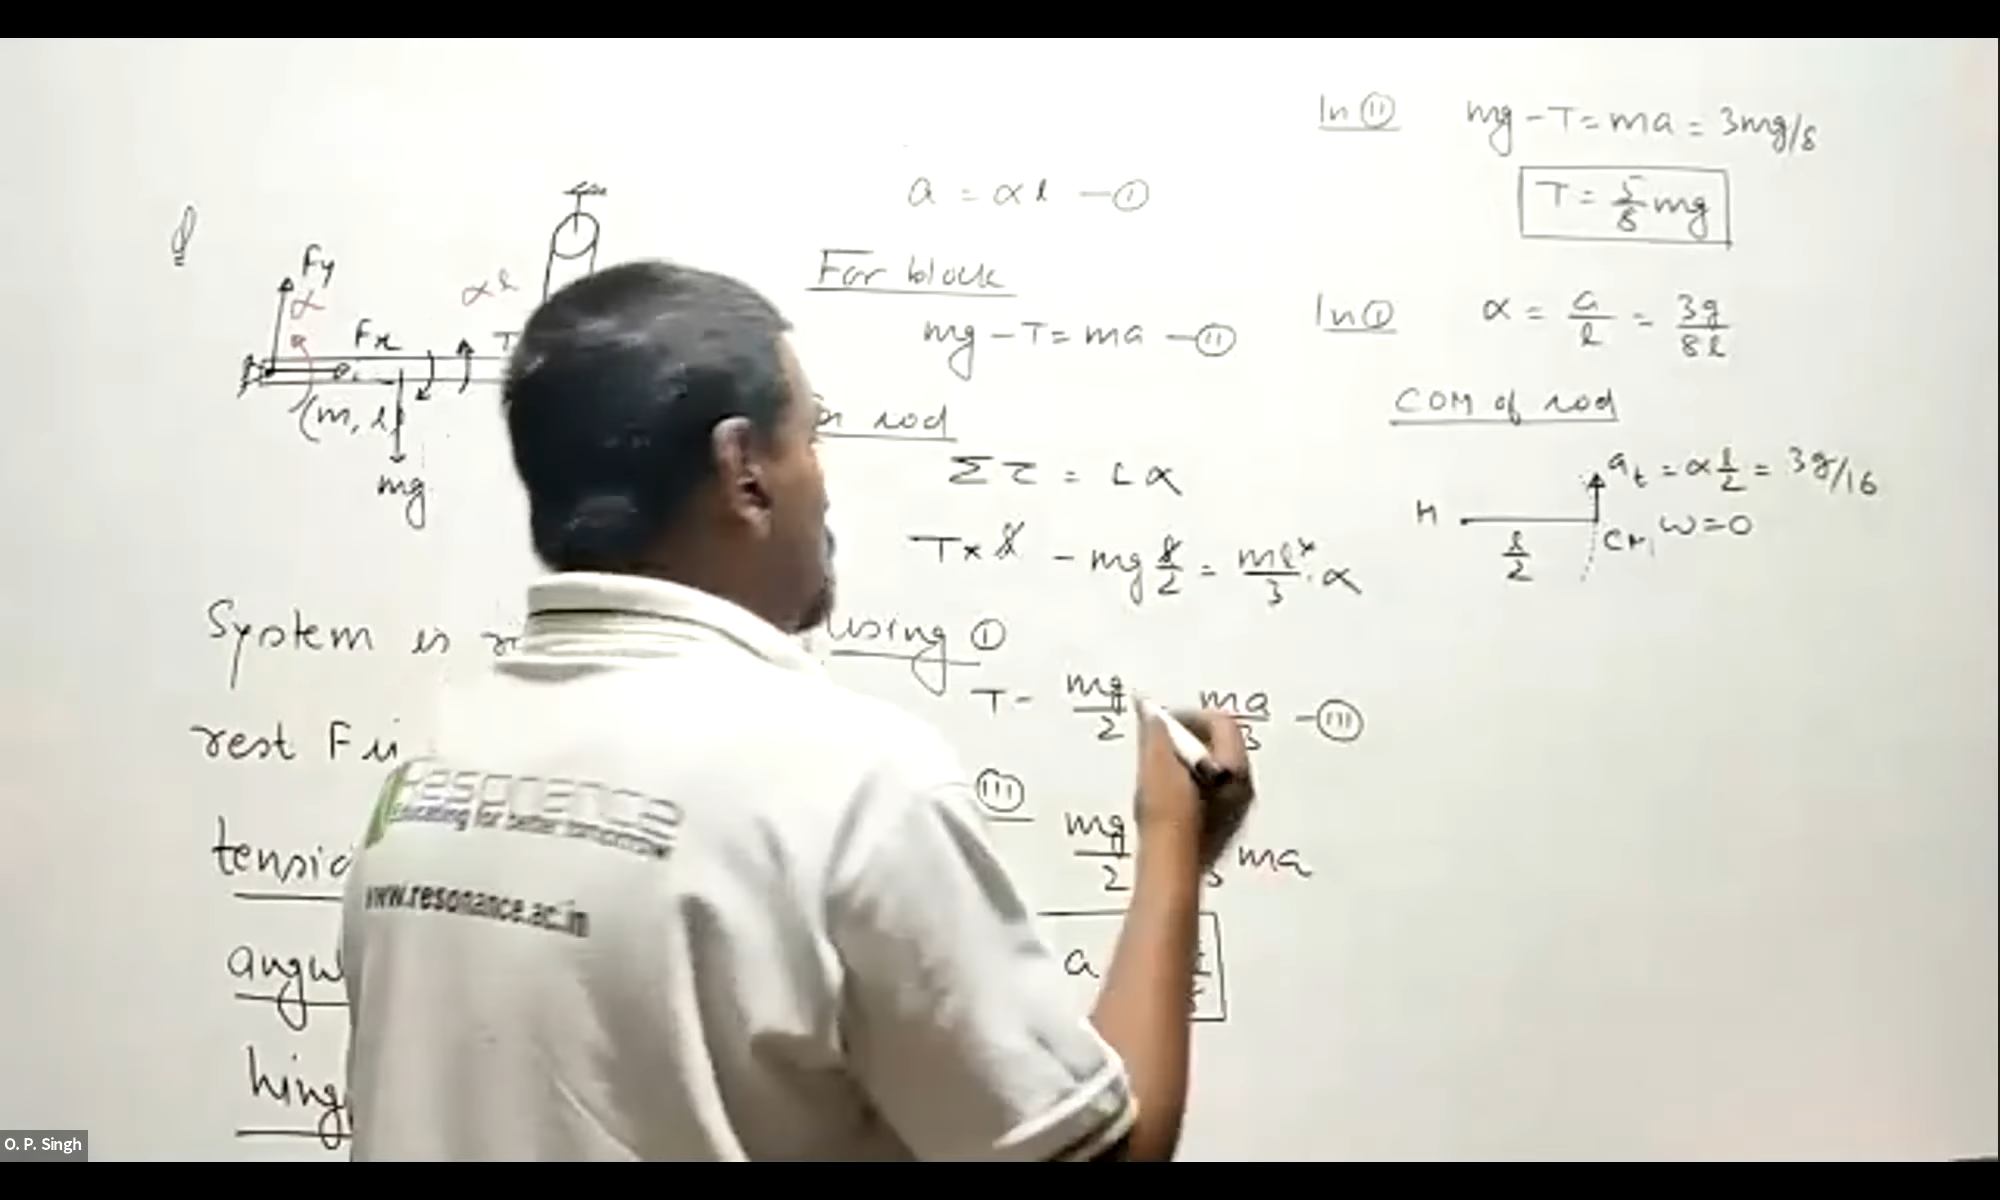 Fy
α
Fx
αl
T
(m, l)
mg
System is
rest
hing
a = αl —(I)
For block
mg - T = ma —(II)
rod
Στ = Iα
T×l - mg l/2 = ml²/3 · α
using (I)
T - mg/2 ma/3 —(III)
(III)
mg/2 ma
a
In (II) mg - T = ma = 3mg/8
T = 5/8 mg
In (I) α = a/l = 3g/8l
COM of rod
at = α l/2 = 3g/16
H
CM, ω=0
l/2
Resonance
Educating for better tomorrow
www.resonance.ac.in
O. P. Singh